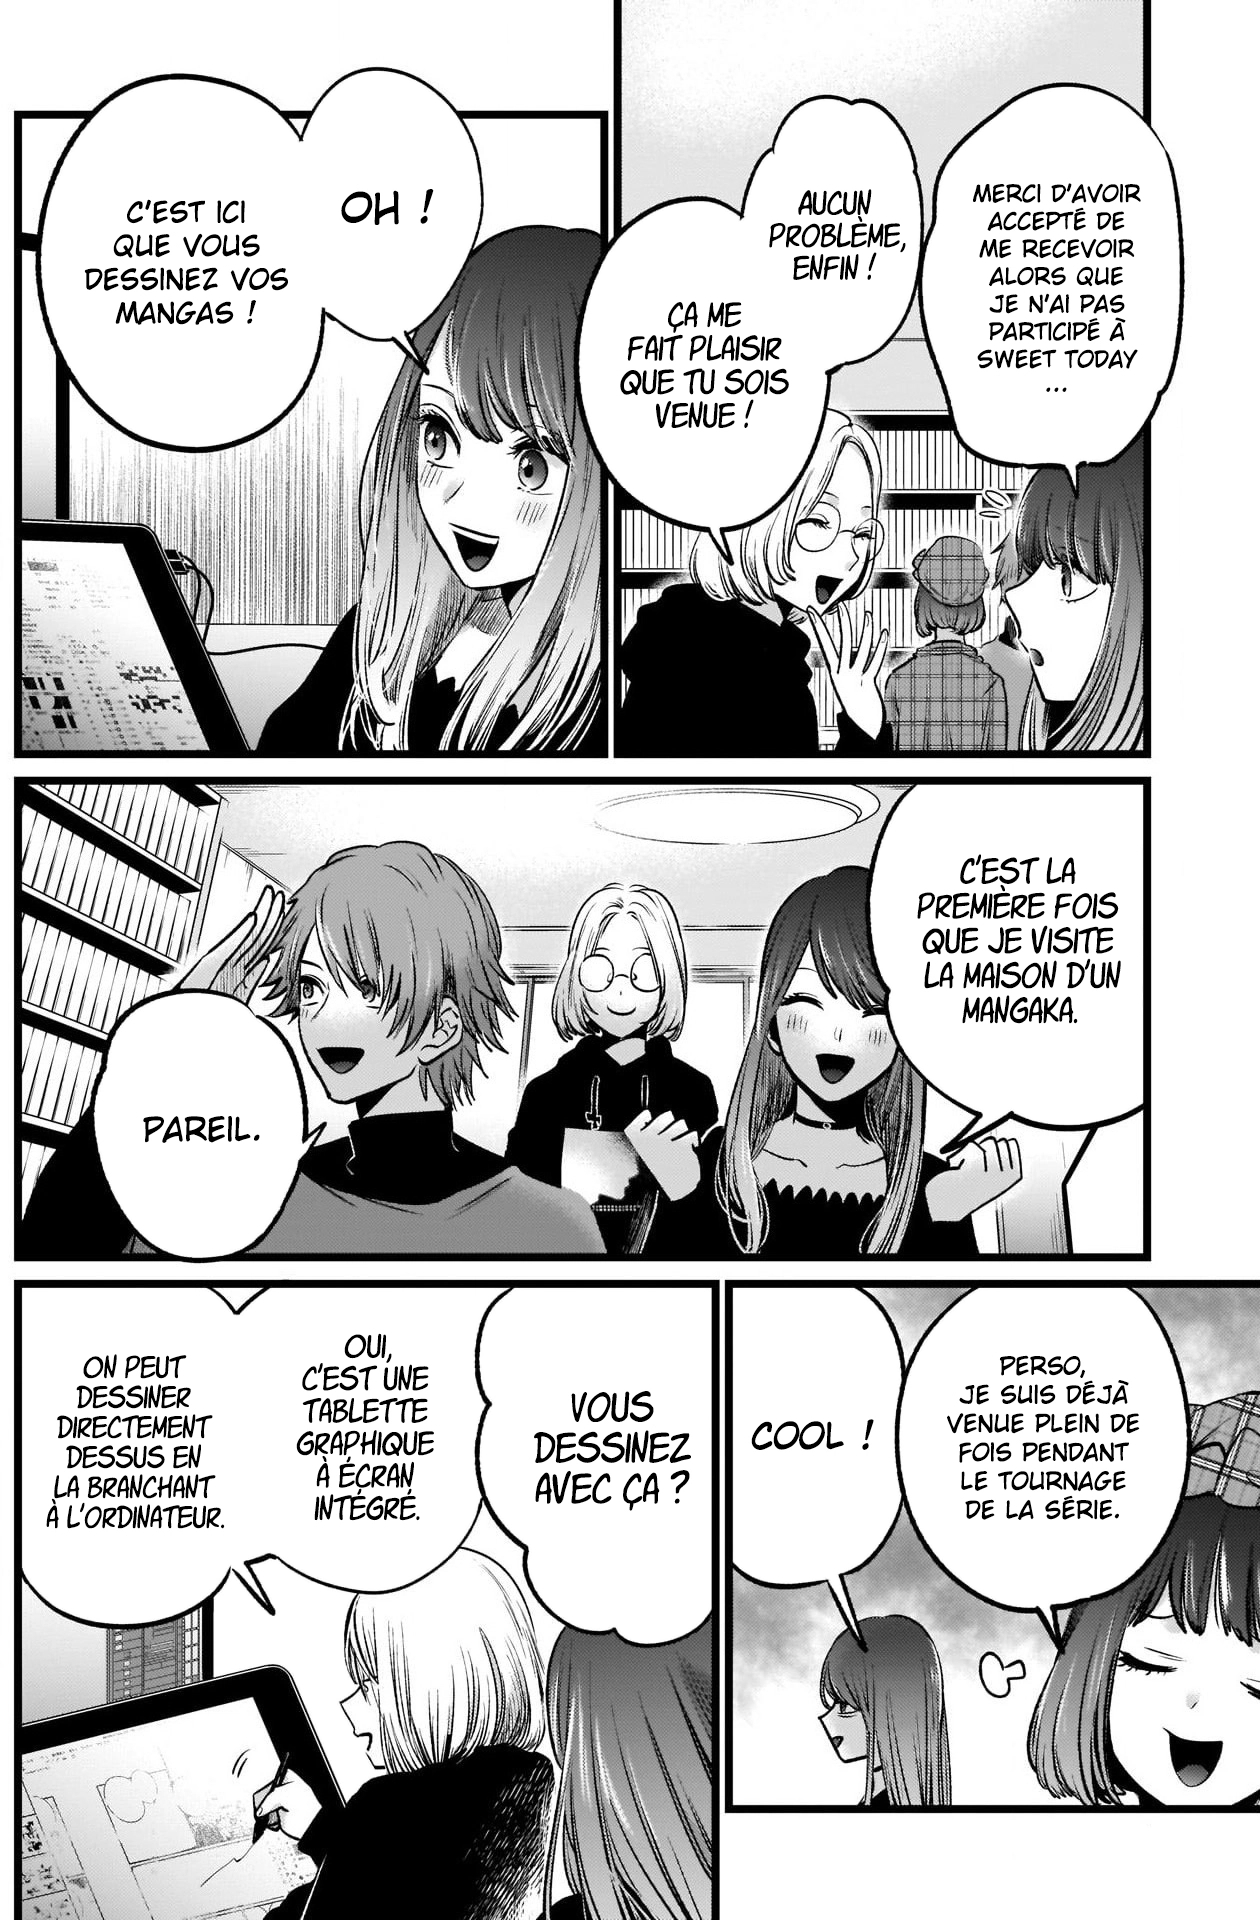 MERCI D'AVOIR
ACCEPTÉ DE
ME RECEVOIR
ALORS QUE
JE N'AI PAS
PARTICIPÉ À
SWEET TODAY
...
AUCUN
PROBLÈME,
ENFIN !
ÇA ME
FAIT PLAISIR
QUE TU SOIS
VENUE !
OH !
C'EST ICI
QUE VOUS
DESSINEZ VOS
MANGAS !
C'EST LA
PREMIÈRE FOIS
QUE JE VISITE
LA MAISON D'UN
MANGAKA.
PAREIL.
PERSO,
JE SUIS DÉJÀ
VENUE PLEIN DE
FOIS PENDANT
LE TOURNAGE
DE LA SÉRIE.
COOL !
VOUS
DESSINEZ
AVEC ÇA ?
OUI,
C'EST UNE
TABLETTE
GRAPHIQUE
À ÉCRAN
INTÉGRÉ.
ON PEUT
DESSINER
DIRECTEMENT
DESSUS EN
LA BRANCHANT
À L'ORDINATEUR.